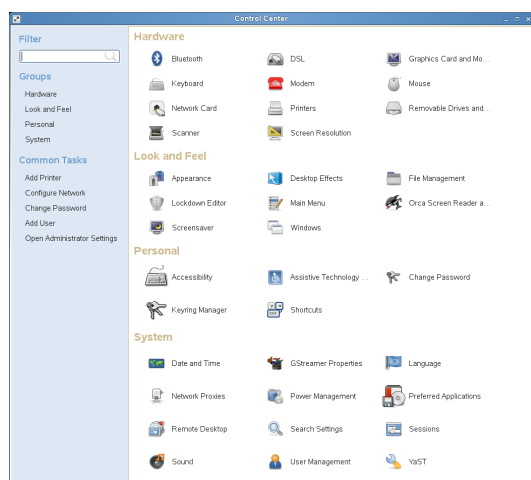 Control Center
Filter
Groups
Hardware
Look and Feel
Personal
System
Common Tasks
Add Printer
Configure Network
Change Password
Add User
Open Administrator Settings
Hardware
Bluetooth
DSL
Graphics Card and Mo...
Keyboard
Modem
Mouse
Network Card
Printers
Removable Drives and...
Scanner
Screen Resolution
Look and Feel
Appearance
Desktop Effects
File Management
Lockdown Editor
Main Menu
Orca Screen Reader a...
Screensaver
Windows
Personal
Accessibility
Assistive Technology ...
Change Password
Keyring Manager
Shortcuts
System
Date and Time
GStreamer Properties
Language
Network Proxies
Power Management
Preferred Applications
Remote Desktop
Search Settings
Sessions
Sound
User Management
YaST